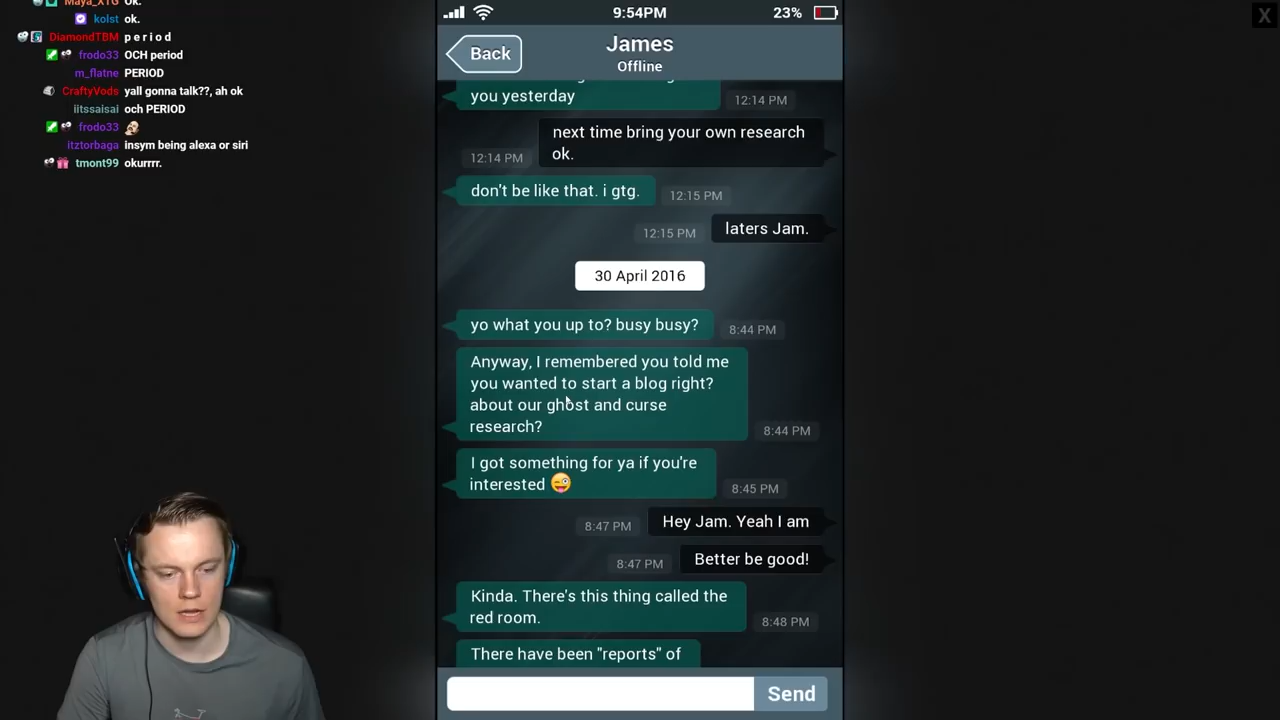 Maya_XTG Ok.
kolst ok.
DiamondTBM p e r i o d
frodo33 OCH period
m_flatne PERIOD
CraftyVods yall gonna talk??, ah ok
iitssaisai och PERIOD
frodo33
itztorbaga insym being alexa or siri
tmont99 okurrrr.
9:54PM
23%
X
Back
James
Offline
you yesterday
12:14 PM
next time bring your own research
ok.
12:14 PM
don't be like that. i gtg.
12:15 PM
laters Jam.
12:15 PM
30 April 2016
yo what you up to? busy busy?
8:44 PM
Anyway, I remembered you told me
you wanted to start a blog right?
about our ghost and curse
research?
8:44 PM
I got something for ya if you're
interested 😜
8:45 PM
Hey Jam. Yeah I am
8:47 PM
Better be good!
8:47 PM
Kinda. There's this thing called the
red room.
8:48 PM
There have been "reports" of
Send